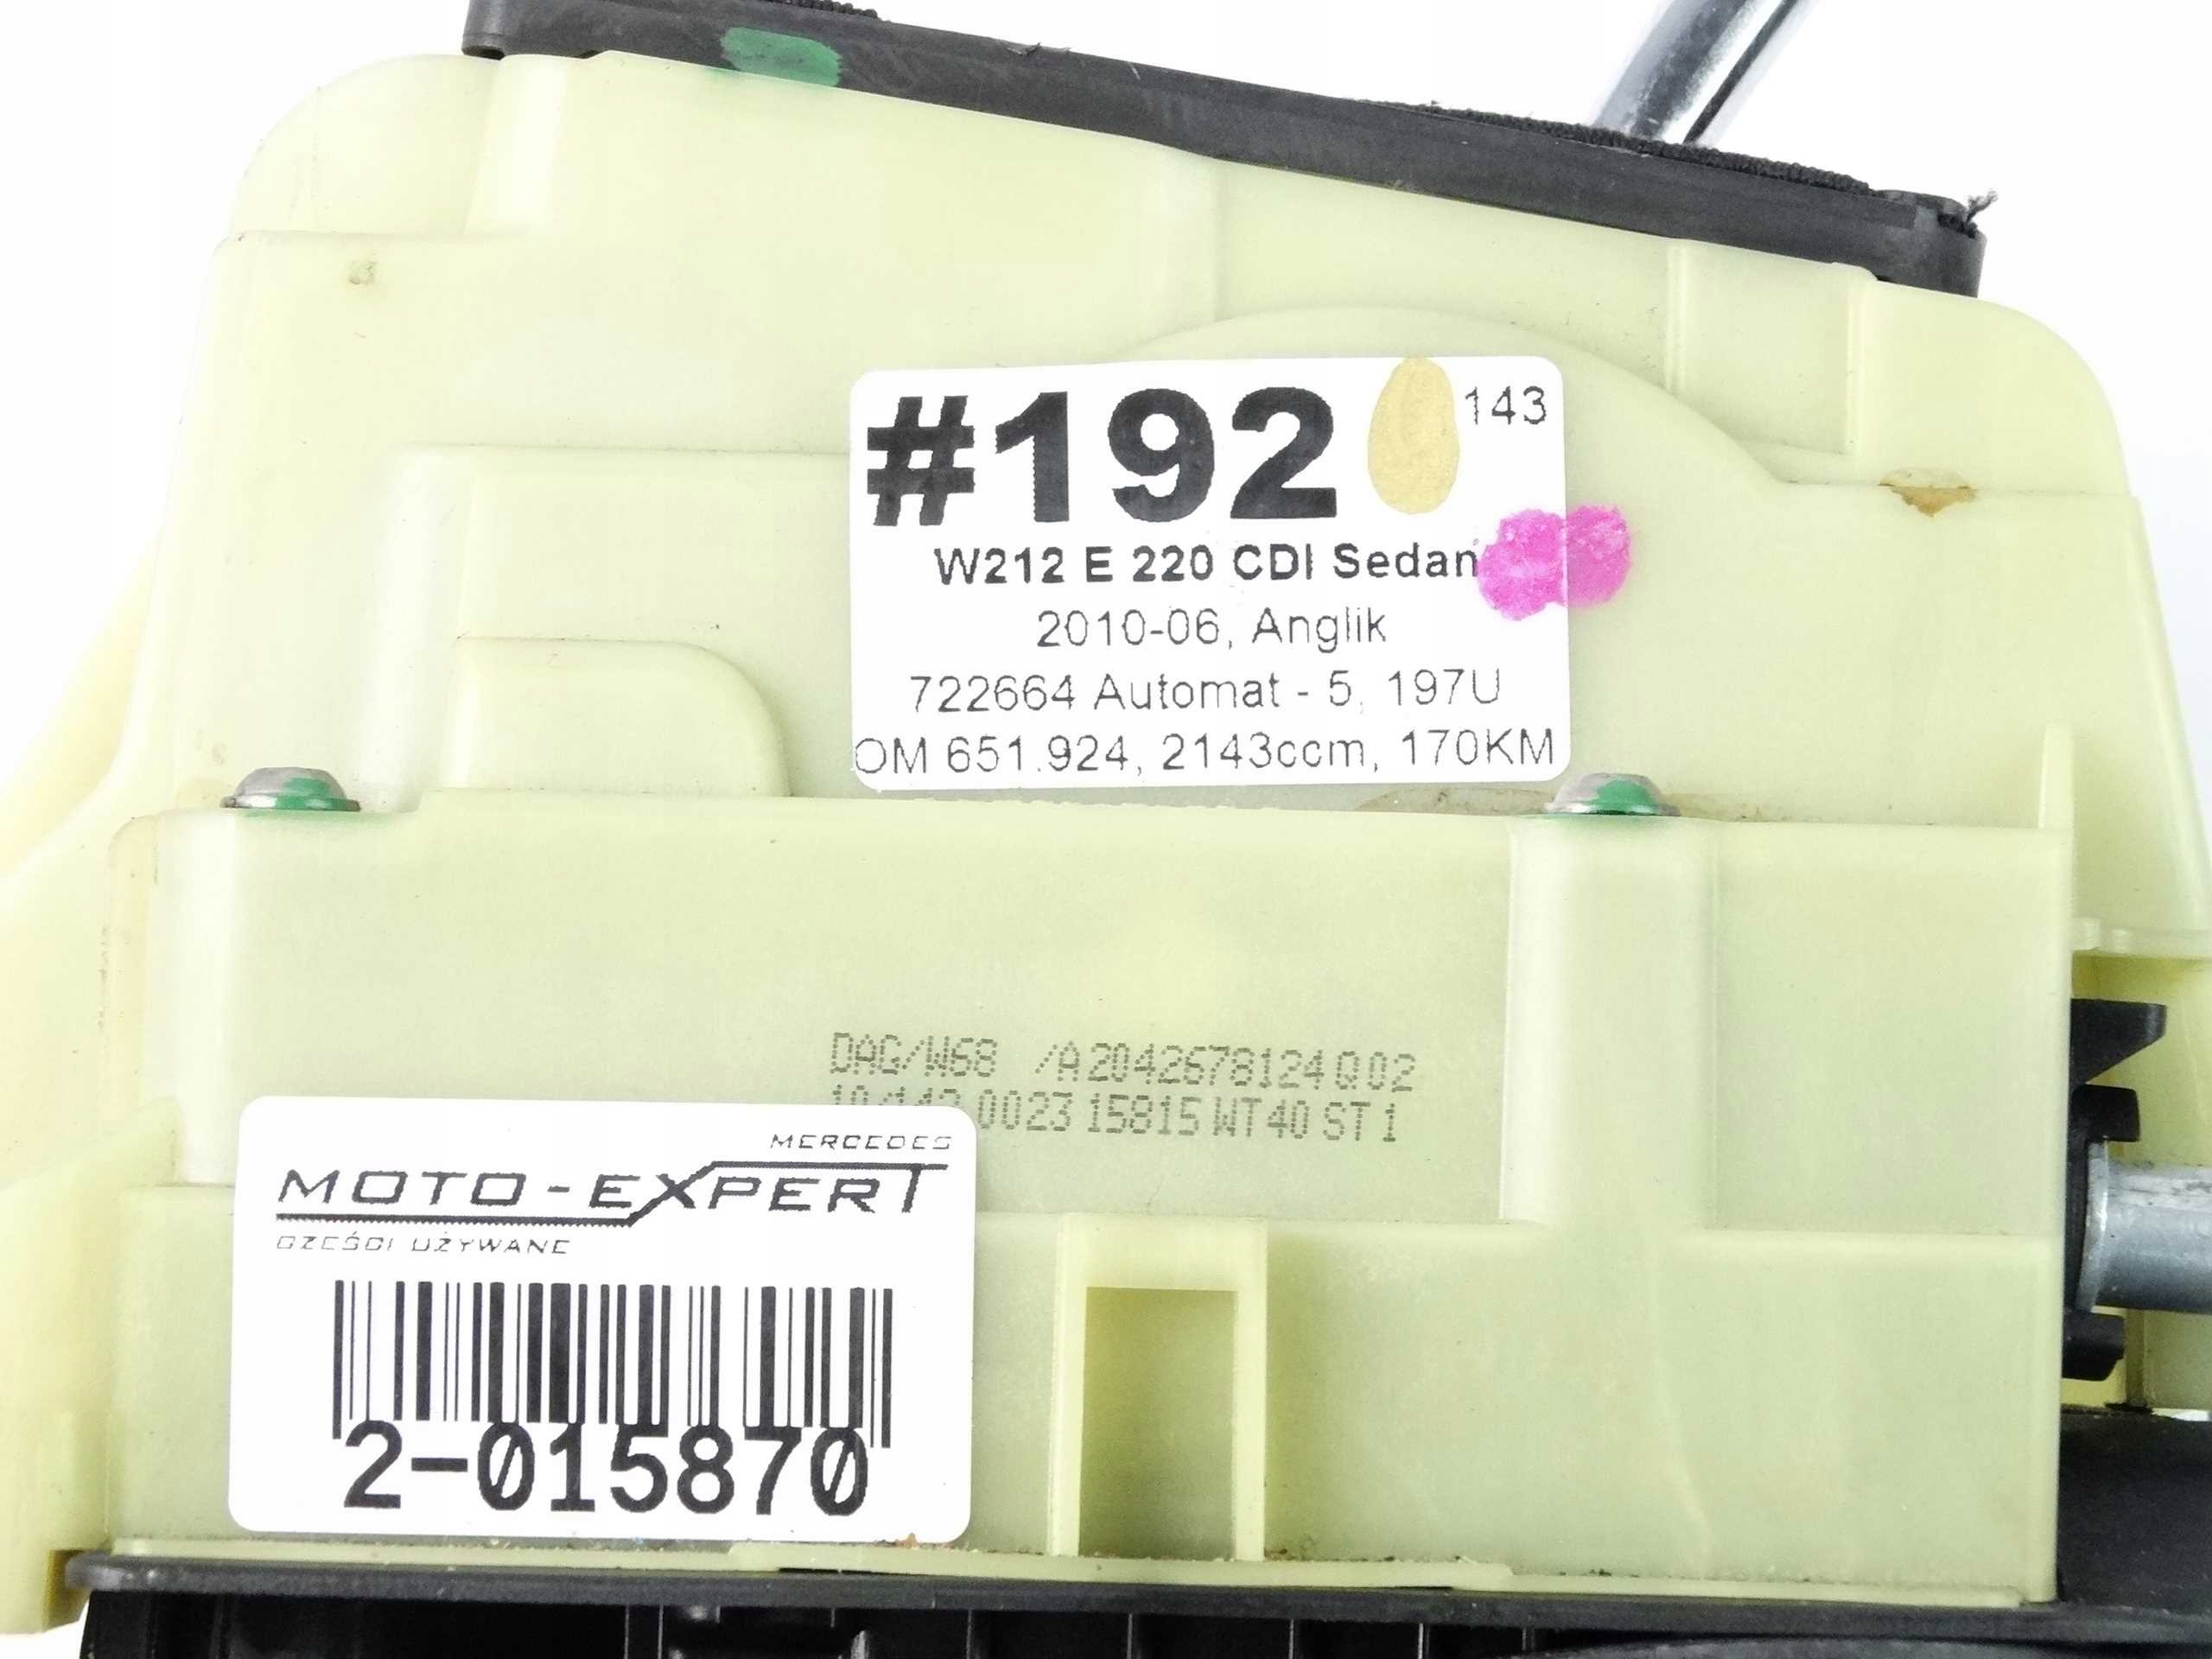 #192 143
W212 E 220 CDI Sedan
2010-06, Anglik
722664 Automat - 5, 197U
OM 651.924, 2143ccm, 170KM
DAG/W68 /A2042678124Q02
0023 15815 WT40 ST1
MERCEDES
MOTO-EXPERT
CZEŚCI UŻYWANE
2-015870